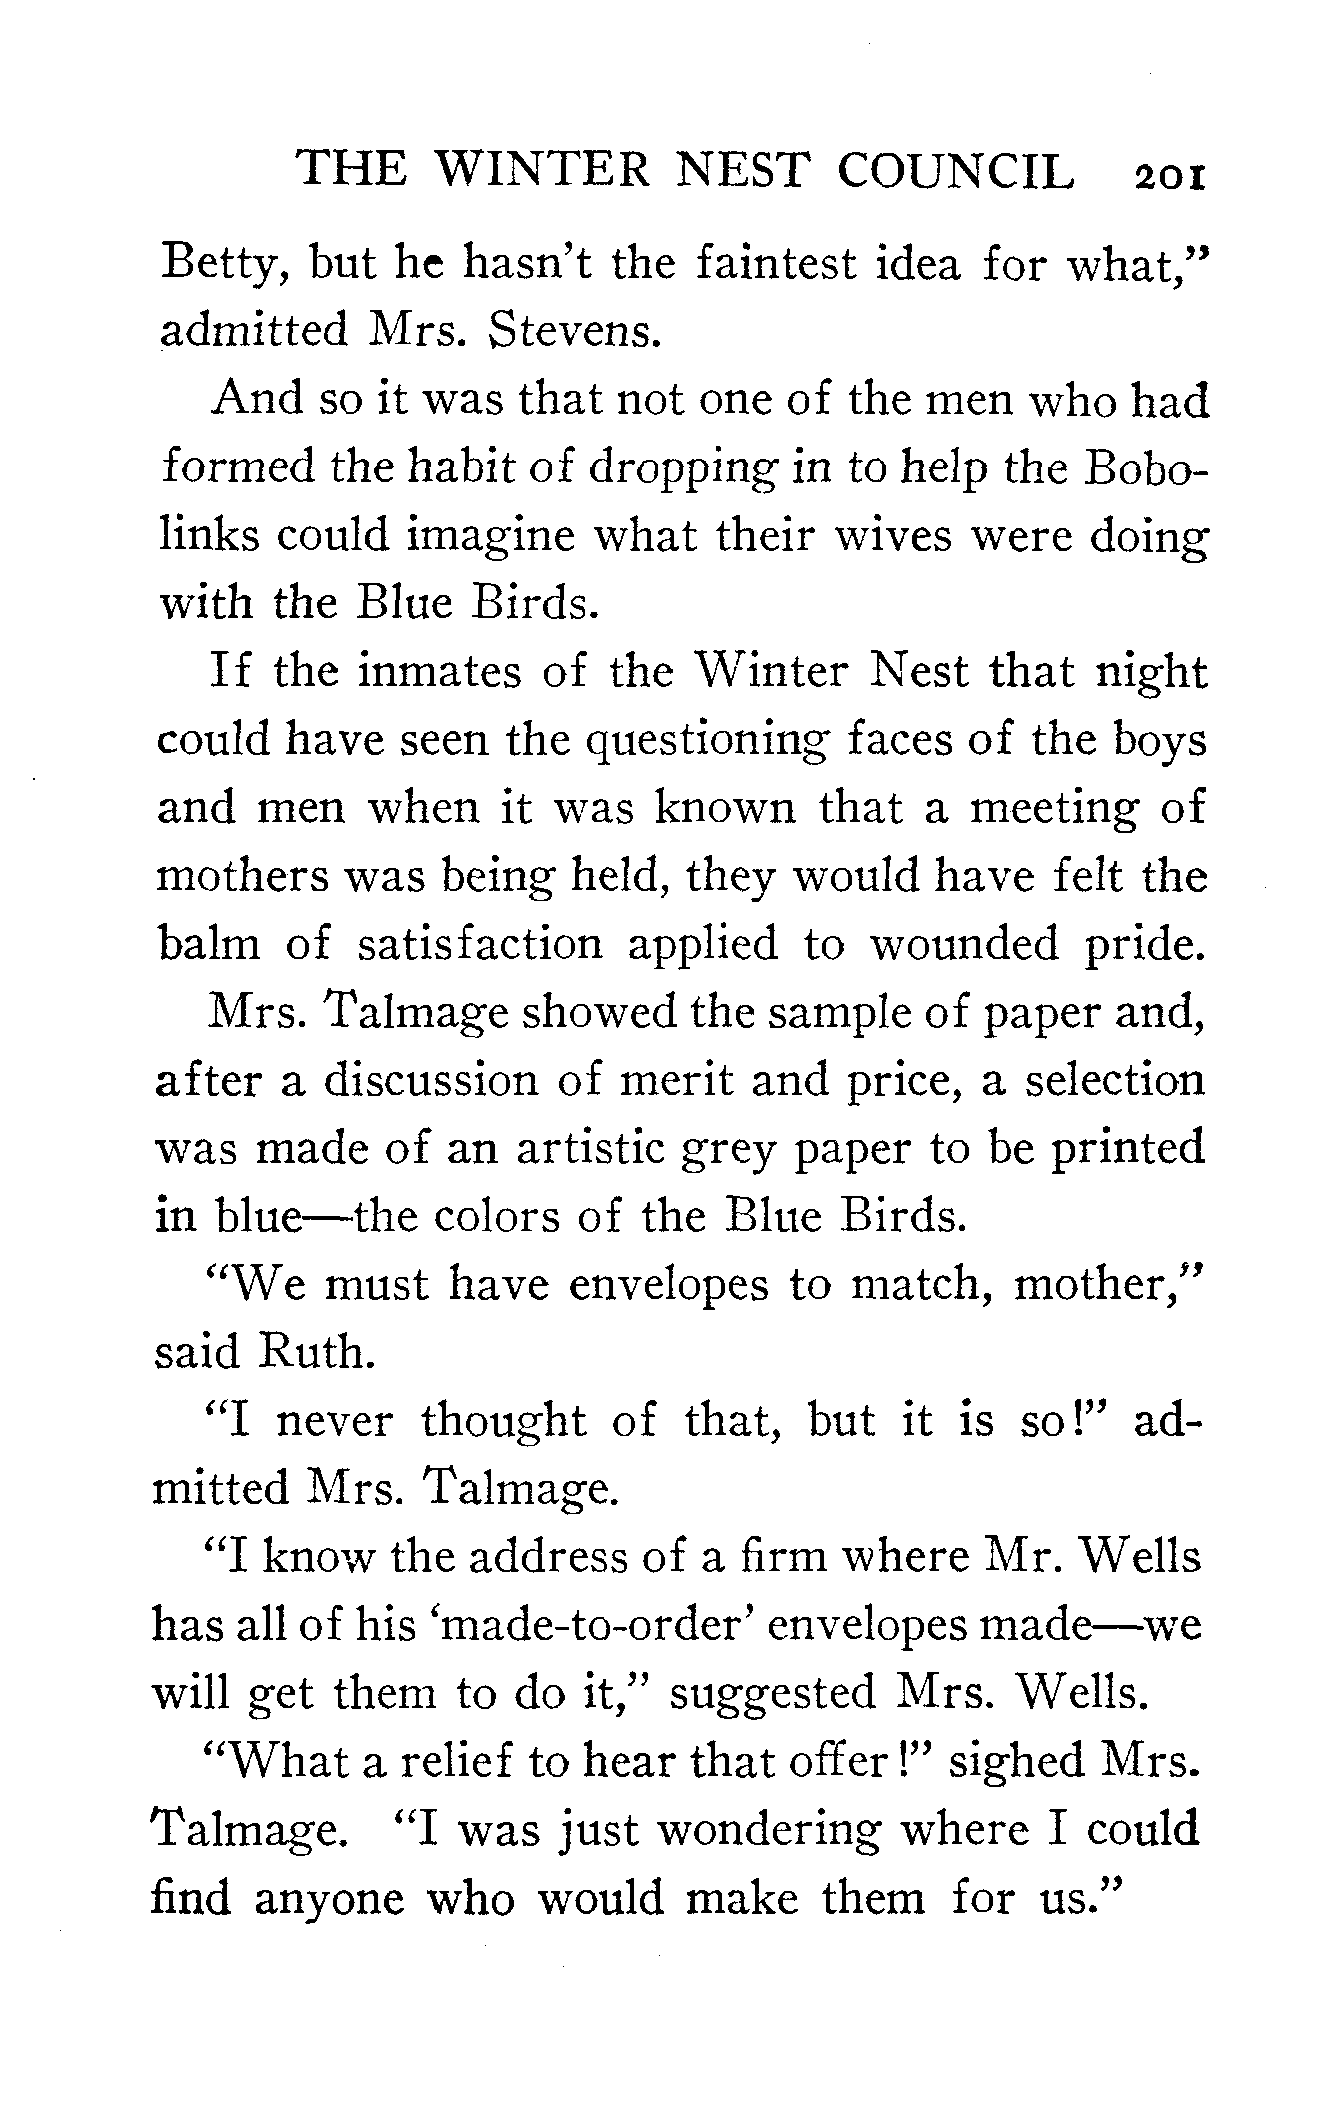 THE WINTER NEST COUNCIL 201
Betty, but he hasn't the faintest idea for what,"
admitted Mrs. Stevens.
And so it was that not one of the men who had
formed the habit of dropping in to help the Bobo-
links could imagine what their wives were doing
with the Blue Birds.
If the inmates of the Winter Nest that night
could have seen the questioning faces of the boys
and men when it was known that a meeting of
mothers was being held, they would have felt the
balm of satisfaction applied to wounded pride.
Mrs. Talmage showed the sample of paper and,
after a discussion of merit and price, a selection
was made of an artistic grey paper to be printed
in blue—the colors of the Blue Birds.
"We must have envelopes to match, mother,"
said Ruth.
"I never thought of that, but it is so!" ad-
mitted Mrs. Talmage.
"I know the address of a firm where Mr. Wells
has all of his 'made-to-order' envelopes made—we
will get them to do it," suggested Mrs. Wells.
"What a relief to hear that offer!" sighed Mrs.
Talmage. "I was just wondering where I could
find anyone who would make them for us."